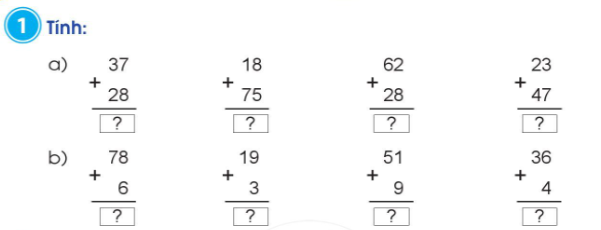 1 Tính:
a) 37 18 62 23
+ + + +
28 75 28 47
? ? ? ?
b) 78 19 51 36
+ + + +
6 3 9 4
? ? ? ?